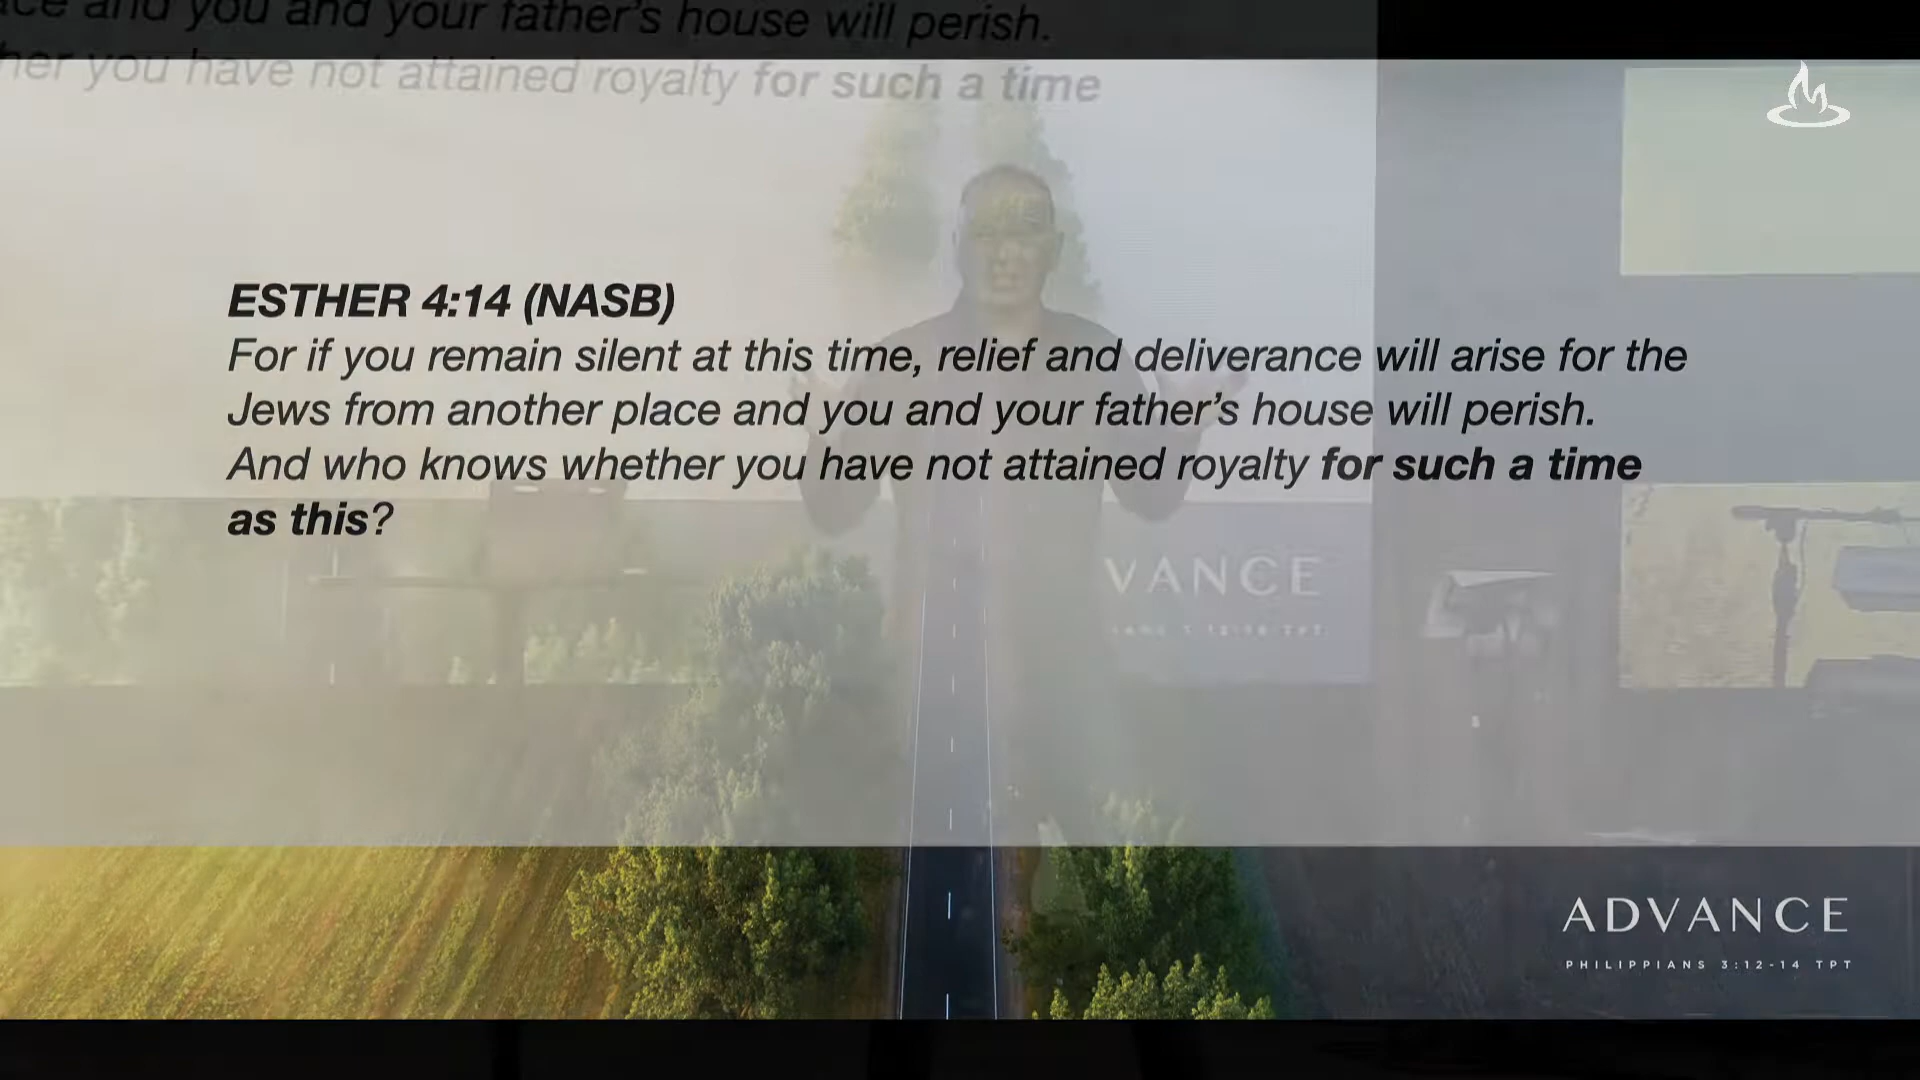 ce and you and your father's house will perish.
her you have not attained royalty for such a time
ESTHER 4:14 (NASB)
For if you remain silent at this time, relief and deliverance will arise for the
Jews from another place and you and your father's house will perish.
And who knows whether you have not attained royalty for such a time
as this?
VANCE
ADVANCE
PHILIPPIANS 3:12-14 TPT